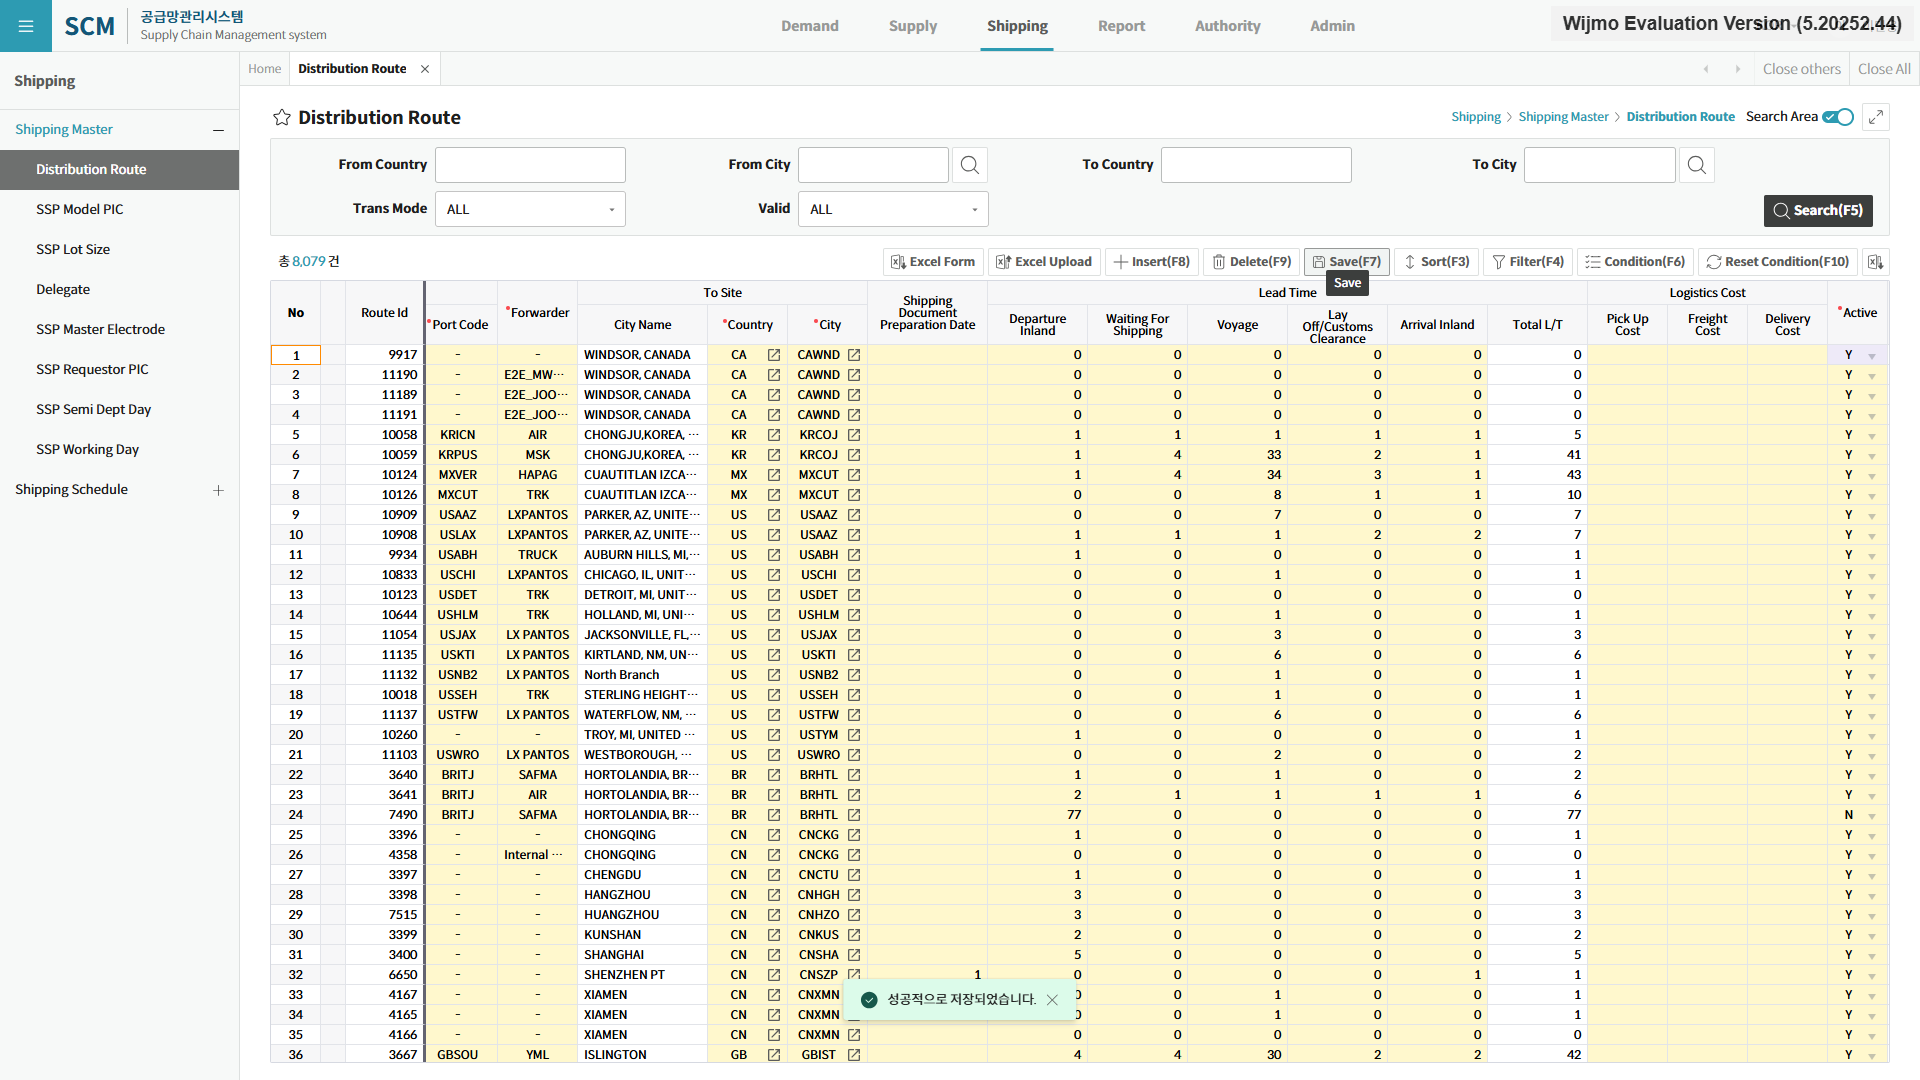 SCM
공급망관리시스템
Supply Chain Management system
Demand
Supply
Shipping
Report
Authority
Admin
Wijmo Evaluation Version (5.20252.44)
Shipping
Home
Distribution Route
Close others
Close All
Shipping Master
Distribution Route
SSP Model PIC
SSP Lot Size
Delegate
SSP Master Electrode
SSP Requestor PIC
SSP Semi Dept Day
SSP Working Day
Shipping Schedule
Distribution Route
Shipping > Shipping Master > Distribution Route
Search Area
From Country
From City
To Country
To City
Trans Mode ALL
Valid ALL
Search(F5)
총 8,079 건
Excel Form
Excel Upload
Insert(F8)
Delete(F9)
Save(F7)
Sort(F3)
Filter(F4)
Condition(F6)
Reset Condition(F10)
Save
No Route Id *Port Code *Forwarder To Site City Name *Country *City Shipping Document Preparation Date Lead Time Departure Inland Waiting For Shipping Voyage Lay Off/Customs Clearance Arrival Inland Total L/T Logistics Cost Pick Up Cost Freight Cost Delivery Cost *Active
1 9917 - - WINDSOR, CANADA CA CAWND 0 0 0 0 0 0 Y
2 11190 - E2E_MW··· WINDSOR, CANADA CA CAWND 0 0 0 0 0 0 Y
3 11189 - E2E_JOO··· WINDSOR, CANADA CA CAWND 0 0 0 0 0 0 Y
4 11191 - E2E_JOO··· WINDSOR, CANADA CA CAWND 0 0 0 0 0 0 Y
5 10058 KRICN AIR CHONGJU,KOREA, ··· KR KRCOJ 1 1 1 1 1 5 Y
6 10059 KRPUS MSK CHONGJU,KOREA, ··· KR KRCOJ 1 4 33 2 1 41 Y
7 10124 MXVER HAPAG CUAUTITLAN IZCA··· MX MXCUT 1 4 34 3 1 43 Y
8 10126 MXCUT TRK CUAUTITLAN IZCA··· MX MXCUT 0 0 8 1 1 10 Y
9 10909 USAAZ LXPANTOS PARKER, AZ, UNITE··· US USAAZ 0 0 7 0 0 7 Y
10 10908 USLAX LXPANTOS PARKER, AZ, UNITE··· US USAAZ 1 1 1 2 2 7 Y
11 9934 USABH TRUCK AUBURN HILLS, MI,··· US USABH 1 0 0 0 0 1 Y
12 10833 USCHI LXPANTOS CHICAGO, IL, UNIT··· US USCHI 0 0 1 0 0 1 Y
13 10123 USDET TRK DETROIT, MI, UNIT··· US USDET 0 0 0 0 0 0 Y
14 10644 USHLM TRK HOLLAND, MI, UNI··· US USHLM 0 0 1 0 0 1 Y
15 11054 USJAX LX PANTOS JACKSONVILLE, FL,··· US USJAX 0 0 3 0 0 3 Y
16 11135 USKTI LX PANTOS KIRTLAND, NM, UN··· US USKTI 0 0 6 0 0 6 Y
17 11132 USNB2 LX PANTOS North Branch US USNB2 0 0 1 0 0 1 Y
18 10018 USSEH TRK STERLING HEIGHT··· US USSEH 0 0 1 0 0 1 Y
19 11137 USTFW LX PANTOS WATERFLOW, NM, ··· US USTFW 0 0 6 0 0 6 Y
20 10260 - - TROY, MI, UNITED ··· US USTYM 1 0 0 0 0 1 Y
21 11103 USWRO LX PANTOS WESTBOROUGH, ··· US USWRO 0 0 2 0 0 2 Y
22 3640 BRITJ SAFMA HORTOLANDIA, BR··· BR BRHTL 1 0 1 0 0 2 Y
23 3641 BRITJ AIR HORTOLANDIA, BR··· BR BRHTL 2 1 1 1 1 6 Y
24 7490 BRITJ SAFMA HORTOLANDIA, BR··· BR BRHTL 77 0 0 0 0 77 N
25 3396 - - CHONGQING CN CNCKG 1 0 0 0 0 1 Y
26 4358 - Internal ··· CHONGQING CN CNCKG 0 0 0 0 0 0 Y
27 3397 - - CHENGDU CN CNCTU 1 0 0 0 0 1 Y
28 3398 - - HANGZHOU CN CNHGH 3 0 0 0 0 3 Y
29 7515 - - HUANGZHOU CN CNHZO 3 0 0 0 0 3 Y
30 3399 - - KUNSHAN CN CNKUS 2 0 0 0 0 2 Y
31 3400 - - SHANGHAI CN CNSHA 5 0 0 0 0 5 Y
32 6650 - - SHENZHEN PT CN CNSZP 1 0 0 0 0 1 1 Y
33 4167 - - XIAMEN CN CNXMN 0 0 1 0 0 1 Y
34 4165 - - XIAMEN CN CNXMN 0 0 1 0 0 1 Y
35 4166 - - XIAMEN CN CNXMN 0 0 0 0 0 0 Y
36 3667 GBSOU YML ISLINGTON GB GBIST 4 4 30 2 2 42 Y
성공적으로 저장되었습니다.